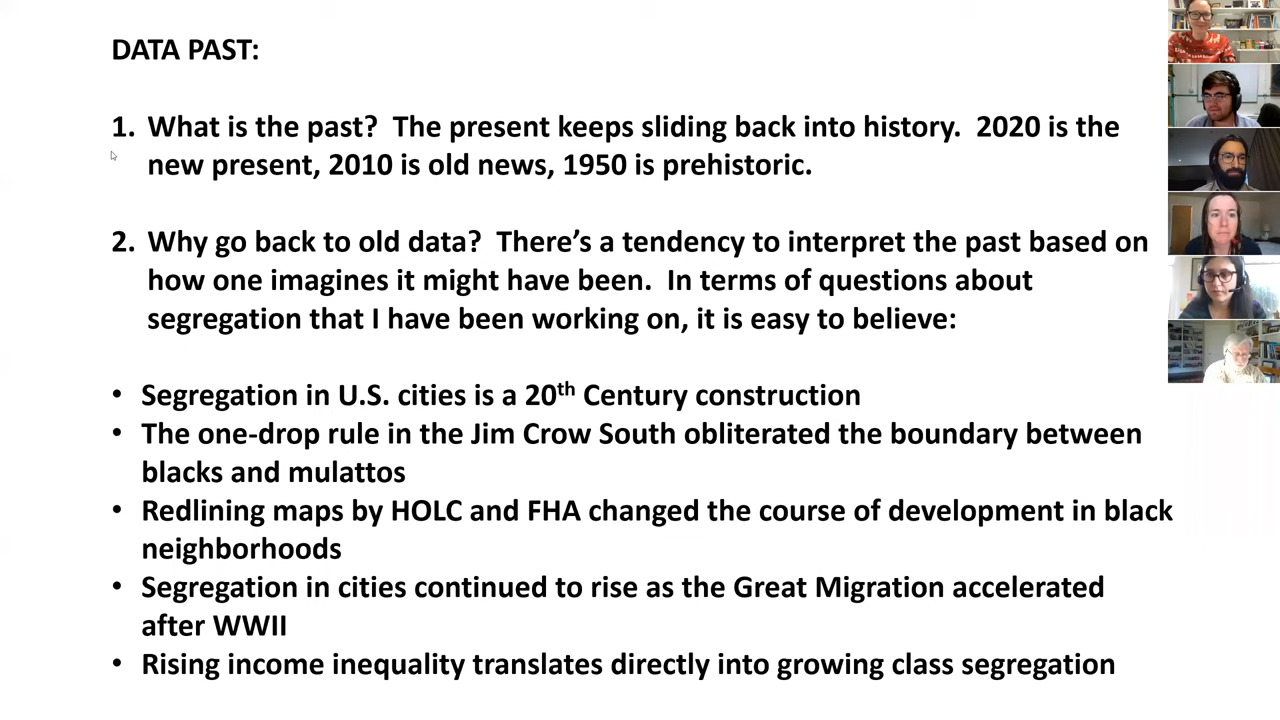 DATA PAST:
1. What is the past?  The present keeps sliding back into history.  2020 is the
new present, 2010 is old news, 1950 is prehistoric.
2. Why go back to old data?  There’s a tendency to interpret the past based on
how one imagines it might have been.  In terms of questions about
segregation that I have been working on, it is easy to believe:
• Segregation in U.S. cities is a 20th Century construction
• The one-drop rule in the Jim Crow South obliterated the boundary between
blacks and mulattos
• Redlining maps by HOLC and FHA changed the course of development in black
neighborhoods
• Segregation in cities continued to rise as the Great Migration accelerated
after WWII
• Rising income inequality translates directly into growing class segregation